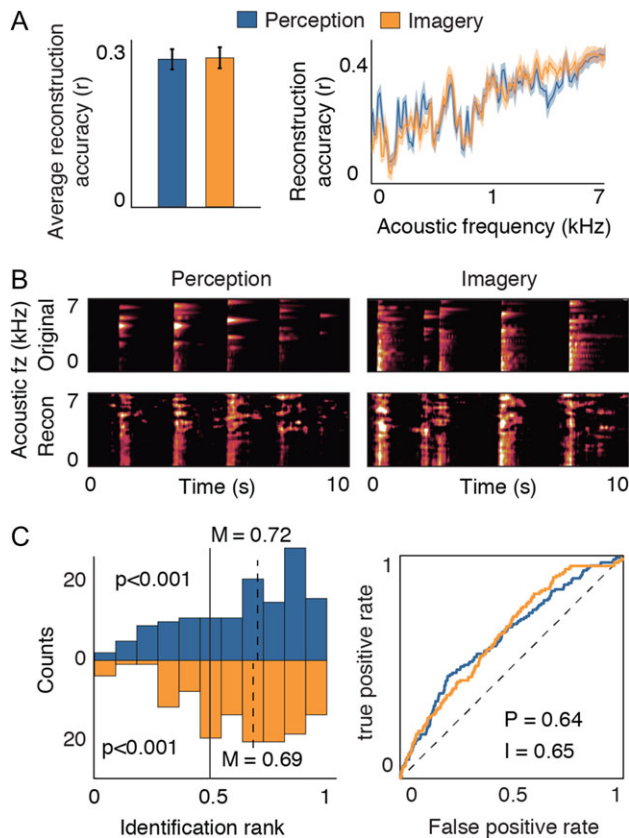 A
Perception Imagery
Average reconstruction
accuracy (r)
0.3
0
Reconstruction
accuracy (r)
0.4
0
0 1 7
Acoustic frequency (kHz)
B
Perception Imagery
Acoustic fz (kHz)
Original
Recon
7
0
7
0
0 Time (s) 10
0 Time (s) 10
C
M = 0.72
p<0.001
20
0
20
Counts
p<0.001
M = 0.69
0 0.5 1
Identification rank
true positive rate
1
0
P = 0.64
I = 0.65
0.5 1
False positive rate